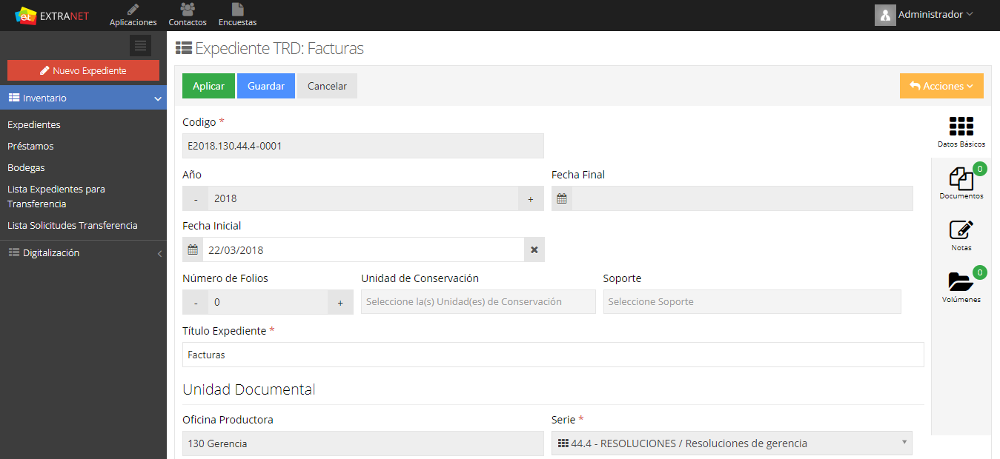 et EXTRANET
Aplicaciones
Contactos
Encuestas
Administrador
Nuevo Expediente
Inventario
Expedientes
Préstamos
Bodegas
Lista Expedientes para
Transferencia
Lista Solicitudes Transferencia
Digitalización
Expediente TRD: Facturas
Aplicar
Guardar
Cancelar
Acciones
Codigo *
E2018.130.44.4-0001
Año
- 2018 +
Fecha Final
Fecha Inicial
22/03/2018
Número de Folios
- 0 +
Unidad de Conservación
Seleccione la(s) Unidad(es) de Conservación
Soporte
Seleccione Soporte
Título Expediente *
Facturas
Unidad Documental
Oficina Productora
130 Gerencia
Serie *
44.4 - RESOLUCIONES / Resoluciones de gerencia
Datos Básicos
0
Documentos
Notas
0
Volúmenes